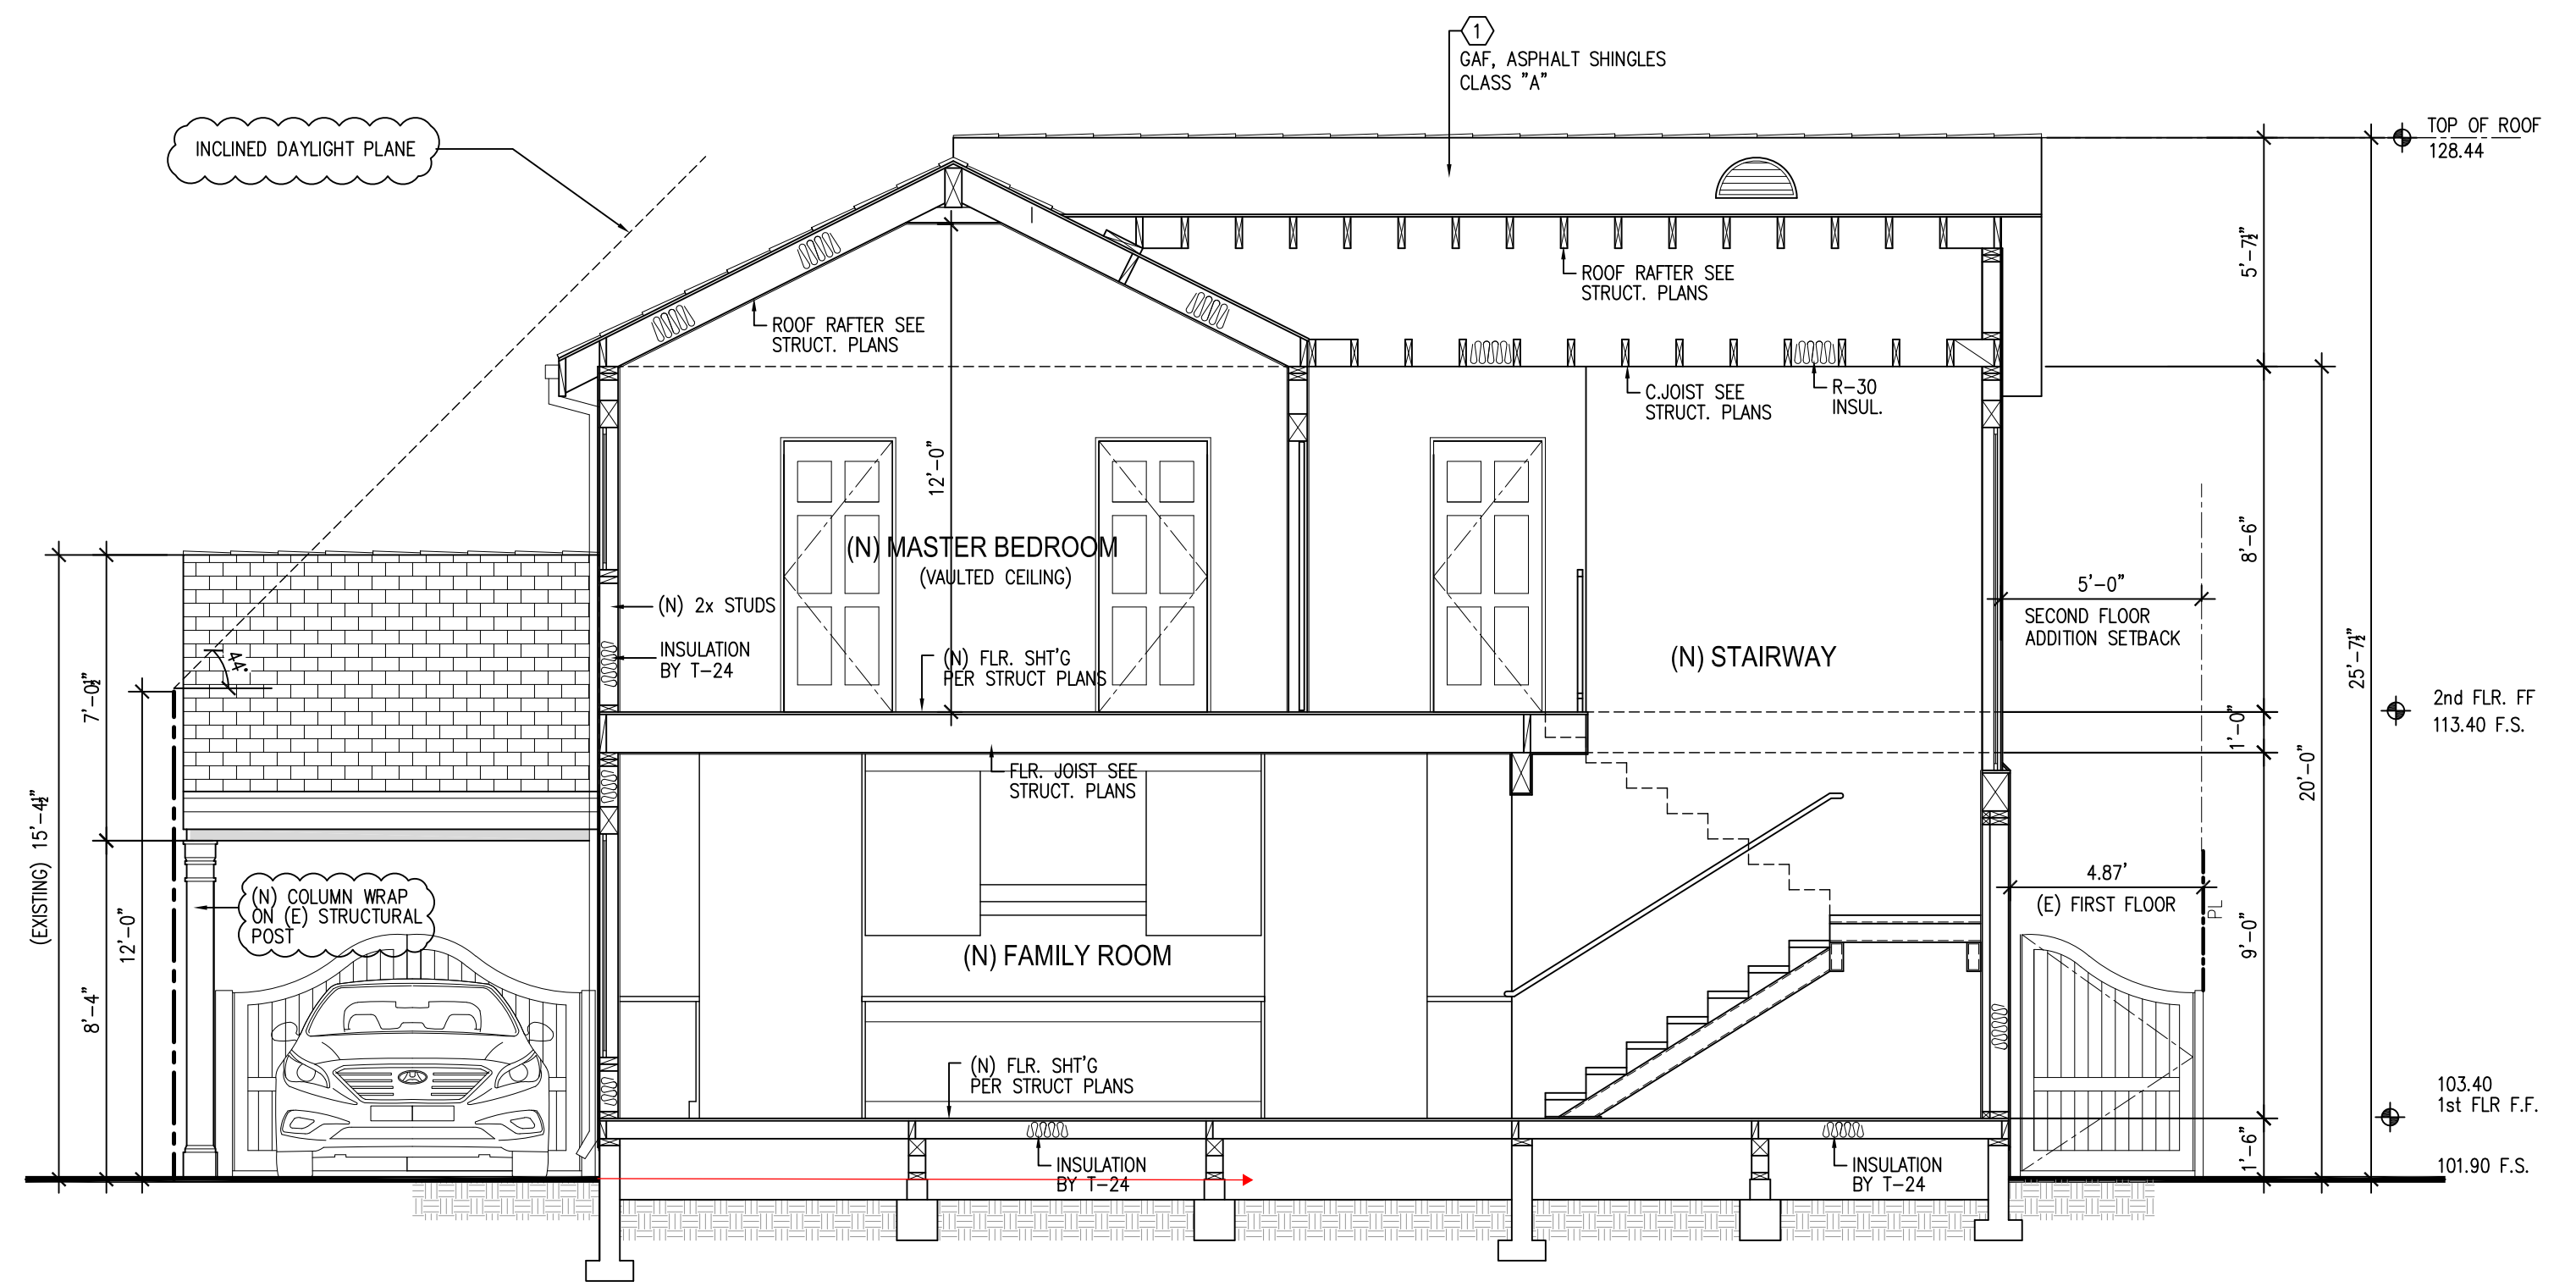 1
GAF, ASPHALT SHINGLES
CLASS "A"
TOP OF ROOF
128.44
INCLINED DAYLIGHT PLANE
5'-7½"
ROOF RAFTER SEE
STRUCT. PLANS
ROOF RAFTER SEE
STRUCT. PLANS
C.JOIST SEE
STRUCT. PLANS
R-30
INSUL.
12'-0"
8'-6"
(N) MASTER BEDROOM
(VAULTED CEILING)
5'-0"
SECOND FLOOR
ADDITION SETBACK
(N) 2x STUDS
INSULATION
BY T-24
(N) FLR. SHT'G
PER STRUCT PLANS
(N) STAIRWAY
44°
7'-0½"
25'-7½"
2nd FLR. FF
113.40 F.S.
1'-0"
20'-0"
FLR. JOIST SEE
STRUCT. PLANS
(EXISTING) 15'-4½"
4.87'
(E) FIRST FLOOR
PL
(N) COLUMN WRAP
ON (E) STRUCTURAL
POST
12'-0"
9'-0"
(N) FAMILY ROOM
8'-4"
(N) FLR. SHT'G
PER STRUCT PLANS
103.40
1st FLR F.F.
1'-6"
101.90 F.S.
INSULATION
BY T-24
INSULATION
BY T-24